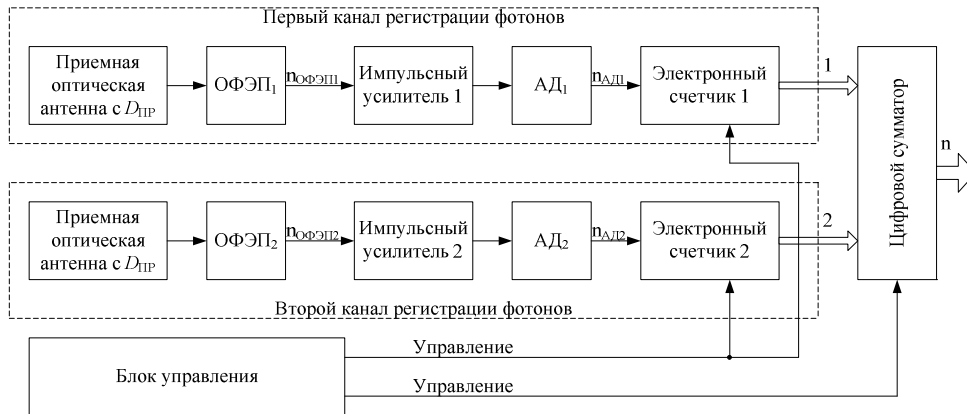 Первый канал регистрации фотонов
Приемная
оптическая
антенна с DПР
ОФЭП1
nОФЭП1
Импульсный
усилитель 1
АД1
nАД1
Электронный
счетчик 1
1
Цифровой сумматор
n
Приемная
оптическая
антенна с DПР
ОФЭП2
nОФЭП2
Импульсный
усилитель 2
АД2
nАД2
Электронный
счетчик 2
2
Второй канал регистрации фотонов
Блок управления
Управление
Управление